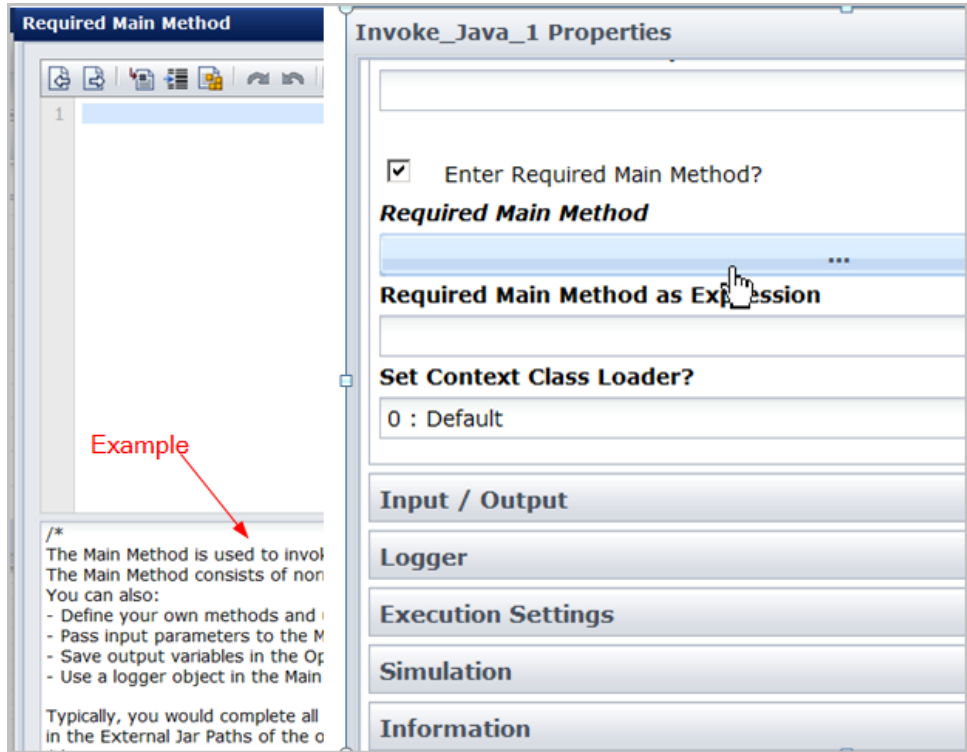 Required Main Method
1
Example
/*
The Main Method is used to invok
The Main Method consists of nor
You can also:
- Define your own methods and
- Pass input parameters to the M
- Save output variables in the Op
- Use a logger object in the Main
Typically, you would complete all
in the External Jar Paths of the o
Invoke_Java_1 Properties
Enter Required Main Method?
Required Main Method
...
Required Main Method as Expression
Set Context Class Loader?
0 : Default
Input / Output
Logger
Execution Settings
Simulation
Information